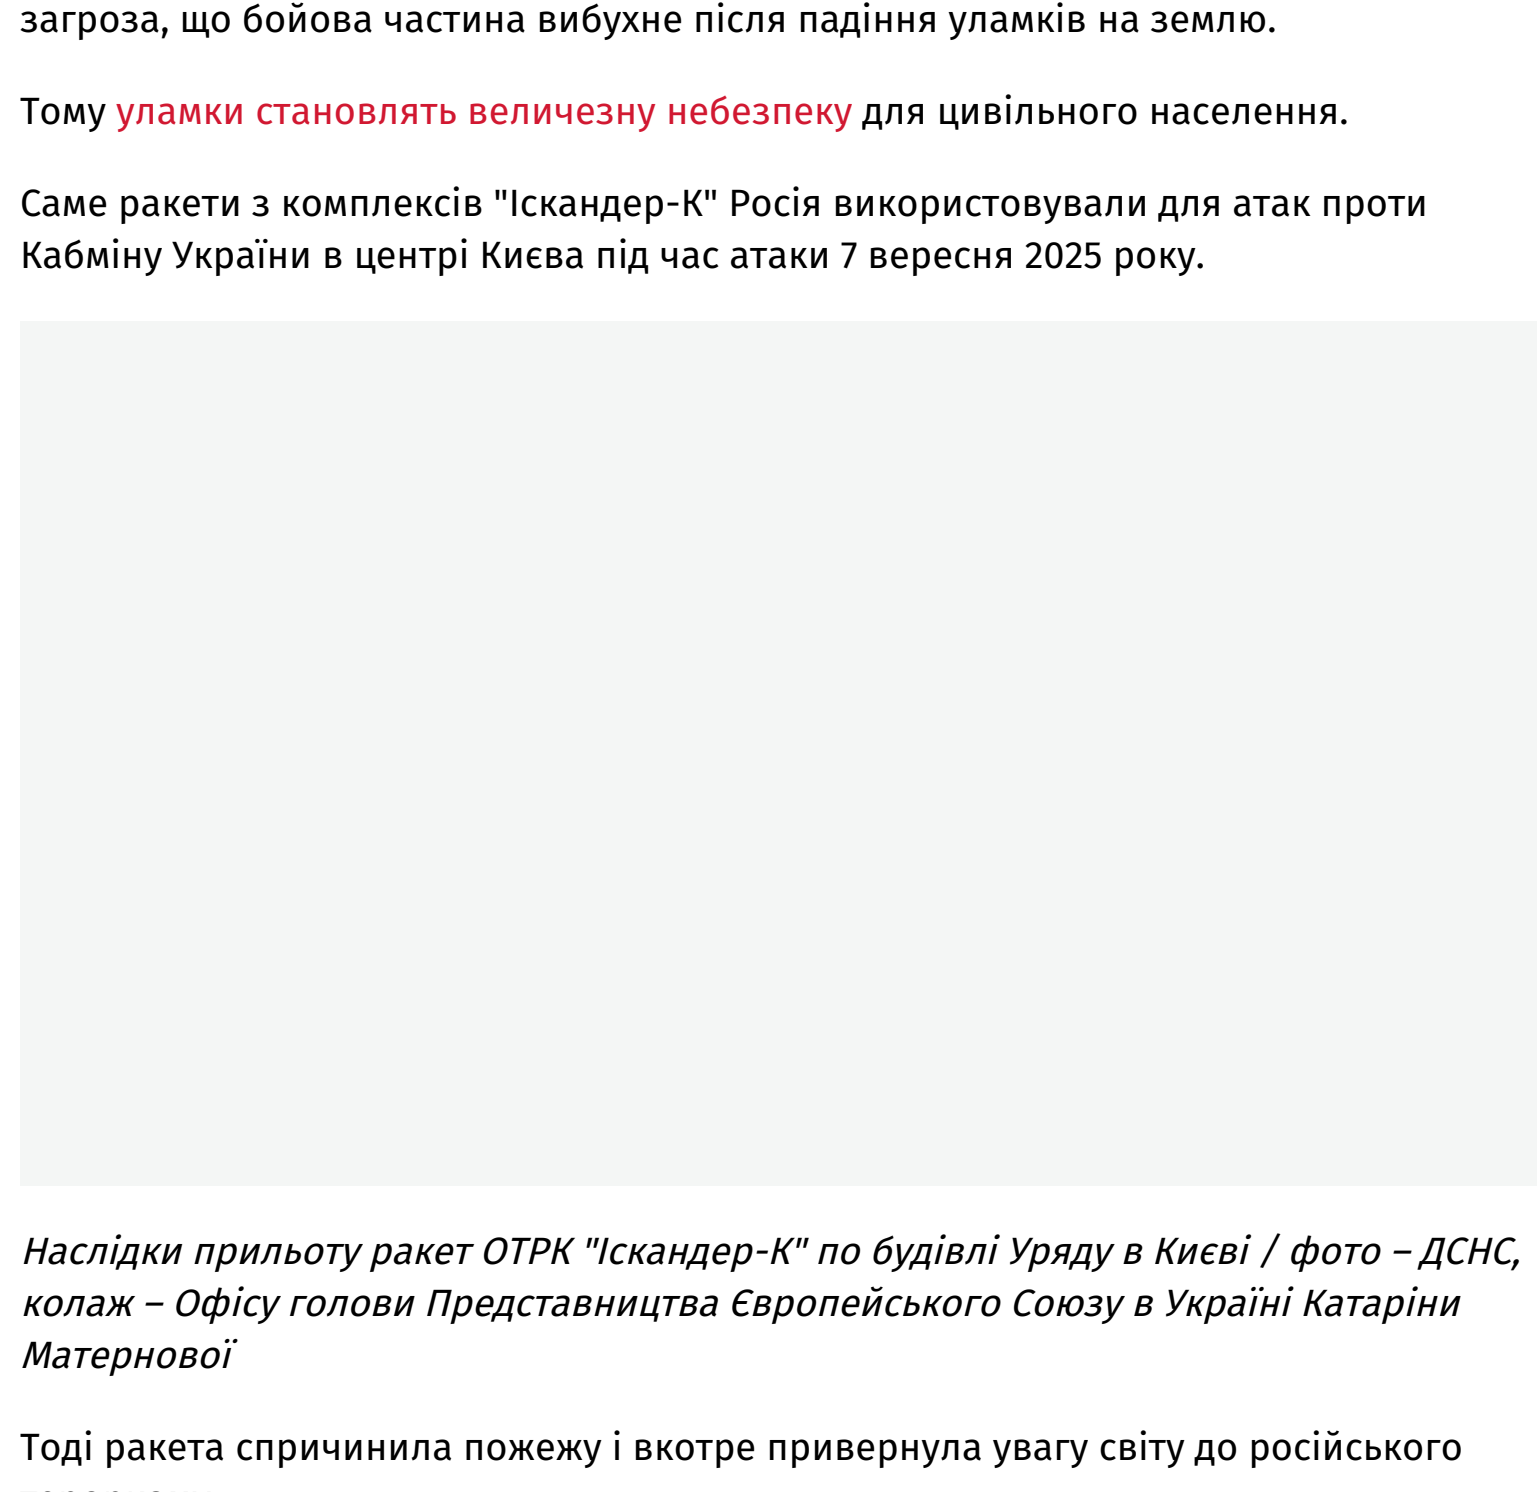 загроза, що бойова частина вибухне після падіння уламків на землю.
Тому уламки становлять величезну небезпеку для цивільного населення.
Саме ракети з комплексів "Іскандер-К" Росія використовували для атак проти
Кабміну України в центрі Києва під час атаки 7 вересня 2025 року.
Наслідки прильоту ракет ОТРК "Іскандер-К" по будівлі Уряду в Києві / фото – ДСНС,
колаж – Офісу голови Представництва Європейського Союзу в Україні Катаріни
Матернової
Тоді ракета спричинила пожежу і вкотре привернула увагу світу до російського